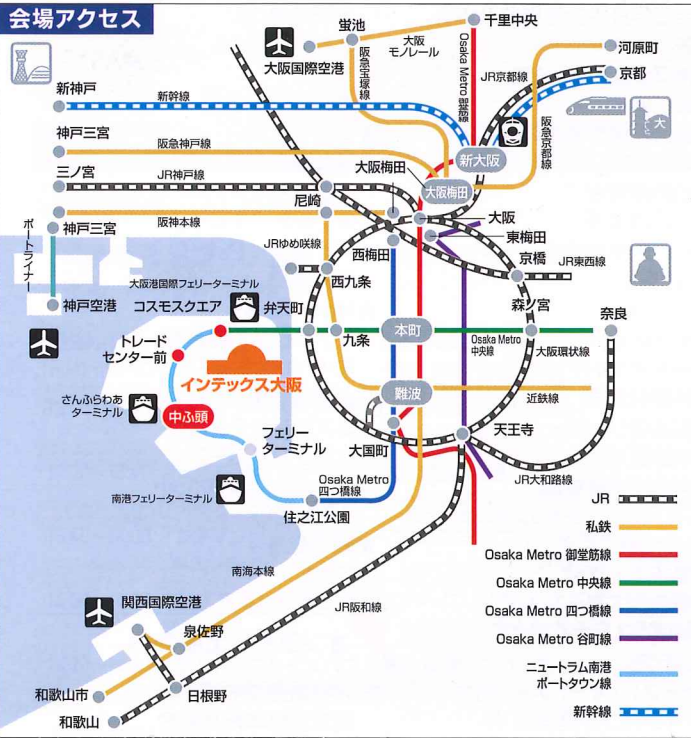 会場アクセス
蛍池
千里中央
大阪
モノレール
大阪国際空港
阪急宝塚線
Osaka Metro 御堂筋線
河原町
JR京都線
京都
新神戸
新幹線
阪急京都線
神戸三宮
阪急神戸線
大阪梅田
新大阪
三ノ宮
JR神戸線
大阪梅田
尼崎
阪神本線
大阪
神戸三宮
東梅田
西梅田
京橋
ポートライナー
JRゆめ咲線
JR東西線
西九条
大阪港国際フェリーターミナル
神戸空港
コスモスクエア
弁天町
森ノ宮
奈良
九条
本町
Osaka Metro
中央線
大阪環状線
トレード
センター前
インテックス大阪
難波
近鉄線
さんふらわあ
ターミナル
中ふ頭
フェリー
ターミナル
大国町
天王寺
Osaka Metro
四つ橋線
JR大和路線
南港フェリーターミナル
住之江公園
JR
私鉄
Osaka Metro 御堂筋線
Osaka Metro 中央線
Osaka Metro 四つ橋線
Osaka Metro 谷町線
ニュートラム南港
ポートタウン線
新幹線
南海本線
JR阪和線
関西国際空港
泉佐野
和歌山市
日根野
和歌山
大